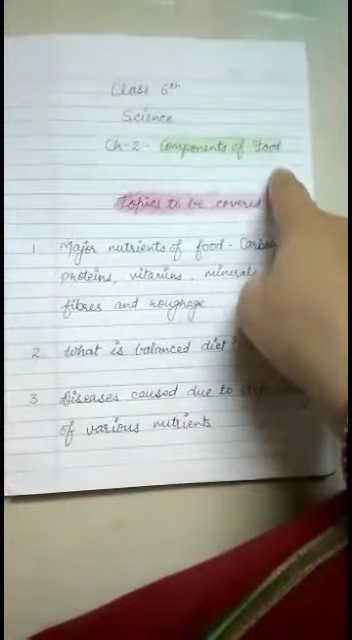 Class 6th
Science
Ch-2 - Components of Food
Topics to be covered
1 Major nutrients of food -
proteins, vitamins, mineral
fibres and roughage
2 What is balanced diet ?
3 Diseases caused due to
of various nutrients